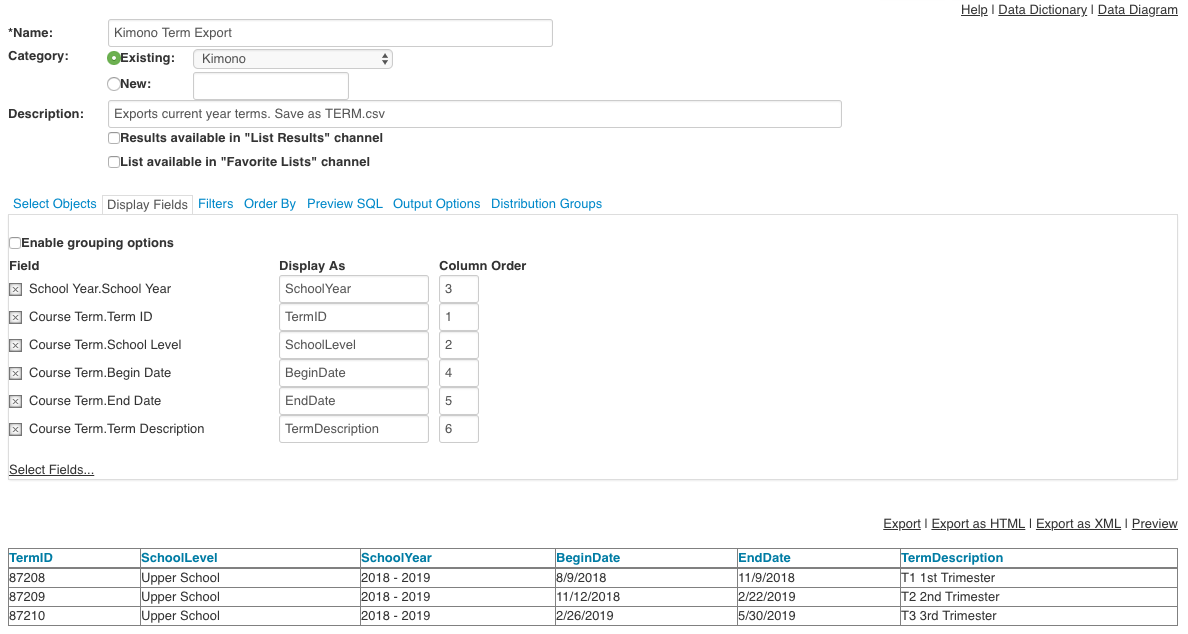 Help | Data Dictionary | Data Diagram
*Name: Kimono Term Export
Category: Existing: Kimono
New:
Description: Exports current year terms. Save as TERM.csv
Results available in "List Results" channel
List available in "Favorite Lists" channel
Select Objects Display Fields Filters Order By Preview SQL Output Options Distribution Groups
Enable grouping options
Field Display As Column Order
School Year.School Year SchoolYear 3
Course Term.Term ID TermID 1
Course Term.School Level SchoolLevel 2
Course Term.Begin Date BeginDate 4
Course Term.End Date EndDate 5
Course Term.Term Description TermDescription 6
Select Fields...
Export | Export as HTML | Export as XML | Preview
TermID SchoolLevel SchoolYear BeginDate EndDate TermDescription
87208 Upper School 2018 - 2019 8/9/2018 11/9/2018 T1 1st Trimester
87209 Upper School 2018 - 2019 11/12/2018 2/22/2019 T2 2nd Trimester
87210 Upper School 2018 - 2019 2/26/2019 5/30/2019 T3 3rd Trimester